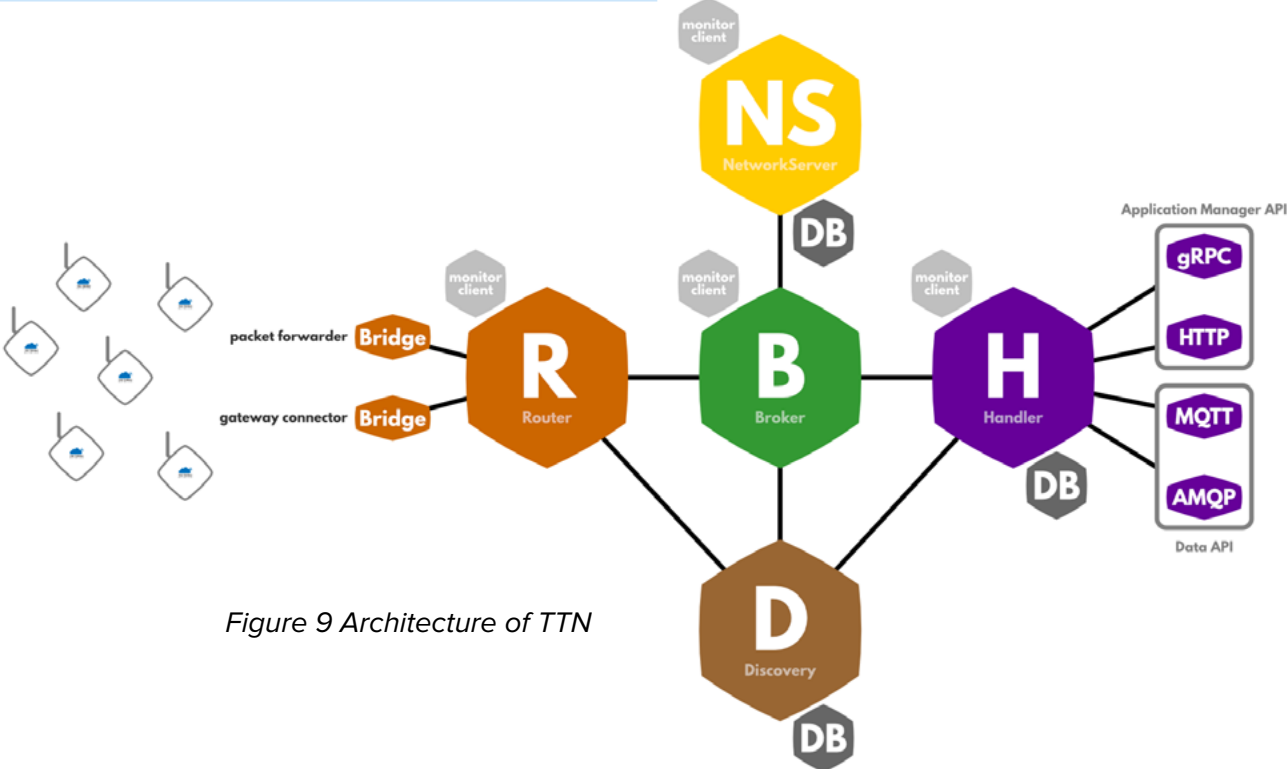 monitor
client
NS
NetworkServer
DB
Application Manager API
gRPC
HTTP
monitor
client
monitor
client
monitor
client
packet forwarder
Bridge
gateway connector
Bridge
R
Router
B
Broker
H
Handler
MQTT
AMQP
Data API
DB
D
Discovery
DB
Figure 9 Architecture of TTN